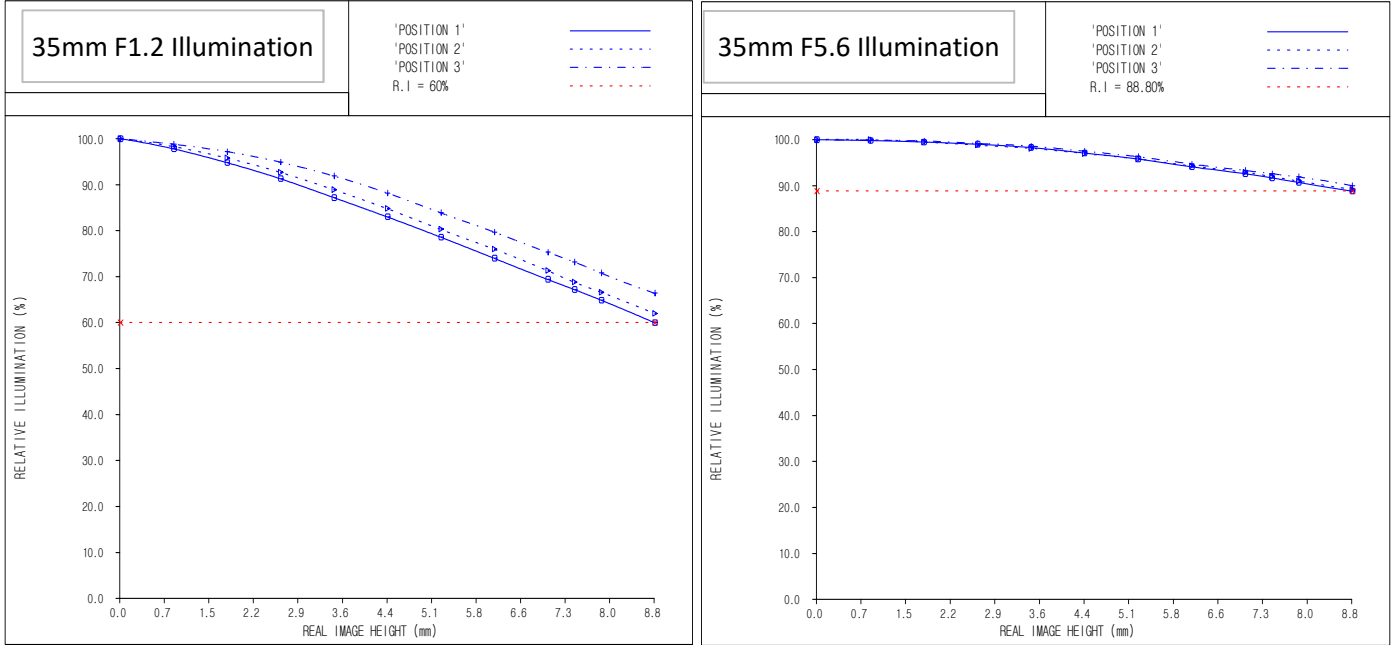 35mm F1.2 Illumination
'POSITION 1'
'POSITION 2'
'POSITION 3'
R.I = 60%
RELATIVE ILLUMINATION (%)
100.0
90.0
80.0
70.0
60.0
50.0
40.0
30.0
20.0
10.0
0.0
0.0 0.7 1.5 2.2 2.9 3.6 4.4 5.1 5.8 6.6 7.3 8.0 8.8
REAL IMAGE HEIGHT (mm)
35mm F5.6 Illumination
'POSITION 1'
'POSITION 2'
'POSITION 3'
R.I = 88.80%
RELATIVE ILLUMINATION (%)
100.0
90.0
80.0
70.0
60.0
50.0
40.0
30.0
20.0
10.0
0.0
0.0 0.7 1.5 2.2 2.9 3.6 4.4 5.1 5.8 6.6 7.3 8.0 8.8
REAL IMAGE HEIGHT (mm)